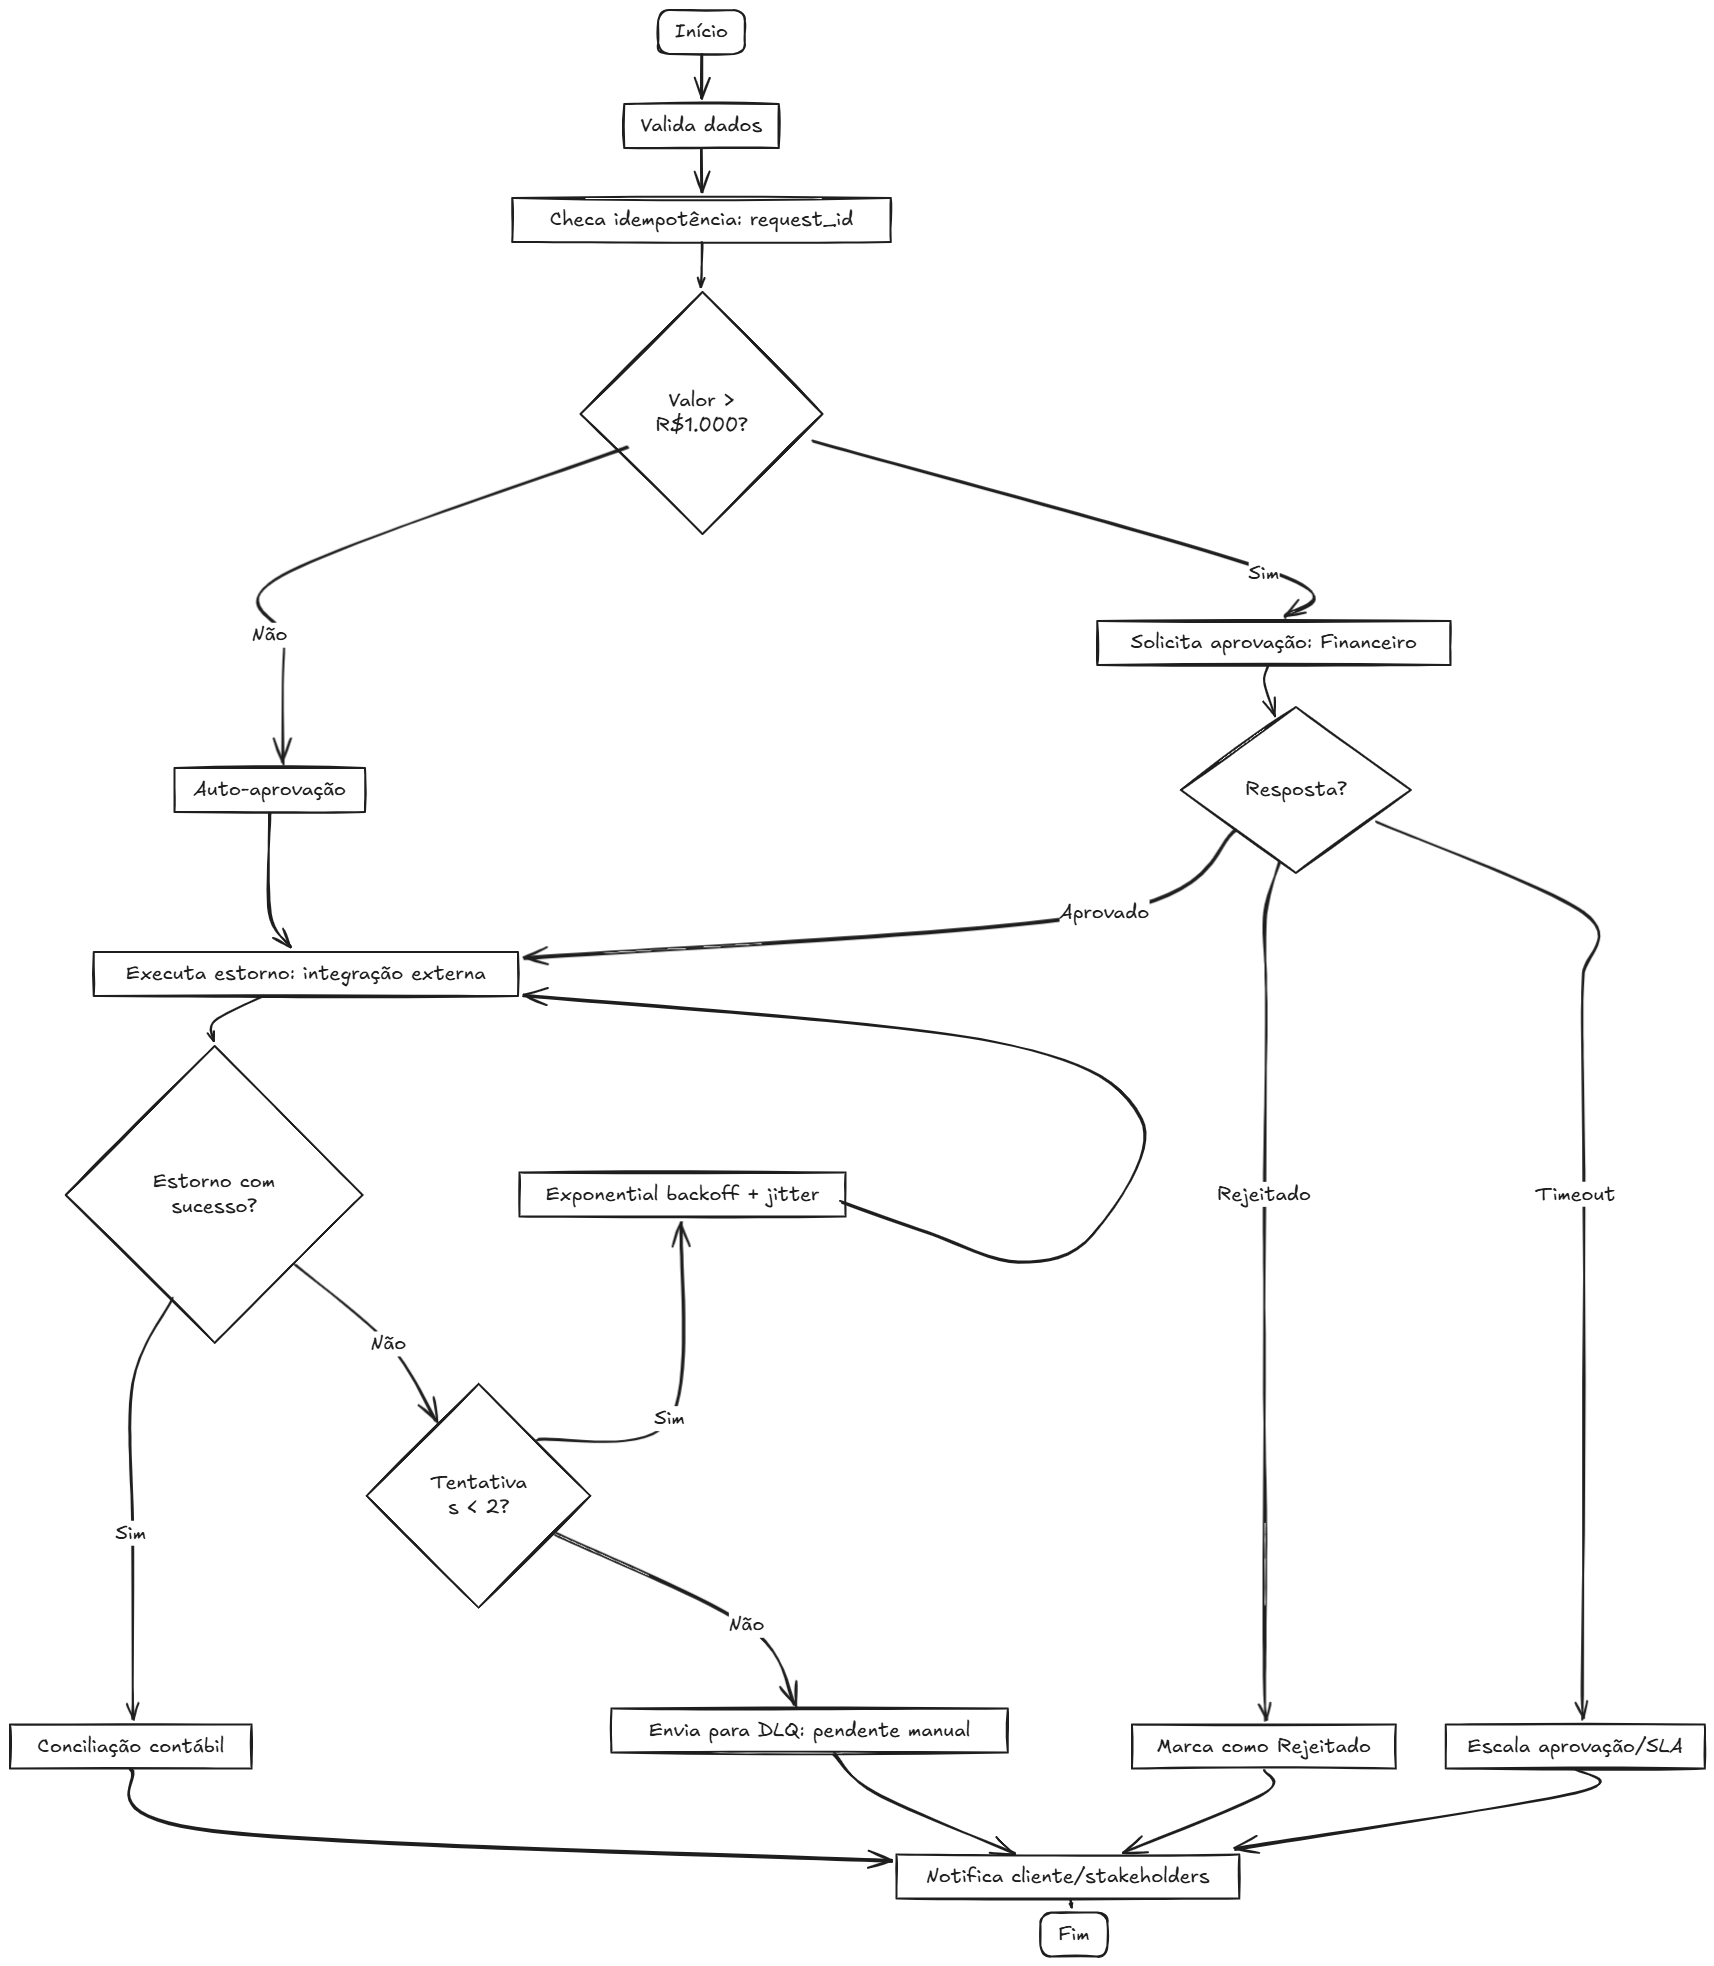 Início
Valida dados
Checa idempotência: request_id
Valor >
R$1.000?
Sim
Não
Solicita aprovação: Financeiro
Auto-aprovação
Resposta?
Aprovado
Executa estorno: integração externa
Estorno com
sucesso?
Exponential backoff + jitter
Rejeitado
Timeout
Não
Sim
Tentativa
s < 2?
Sim
Não
Conciliação contábil
Envia para DLQ: pendente manual
Marca como Rejeitado
Escala aprovação/SLA
Notifica cliente/stakeholders
Fim